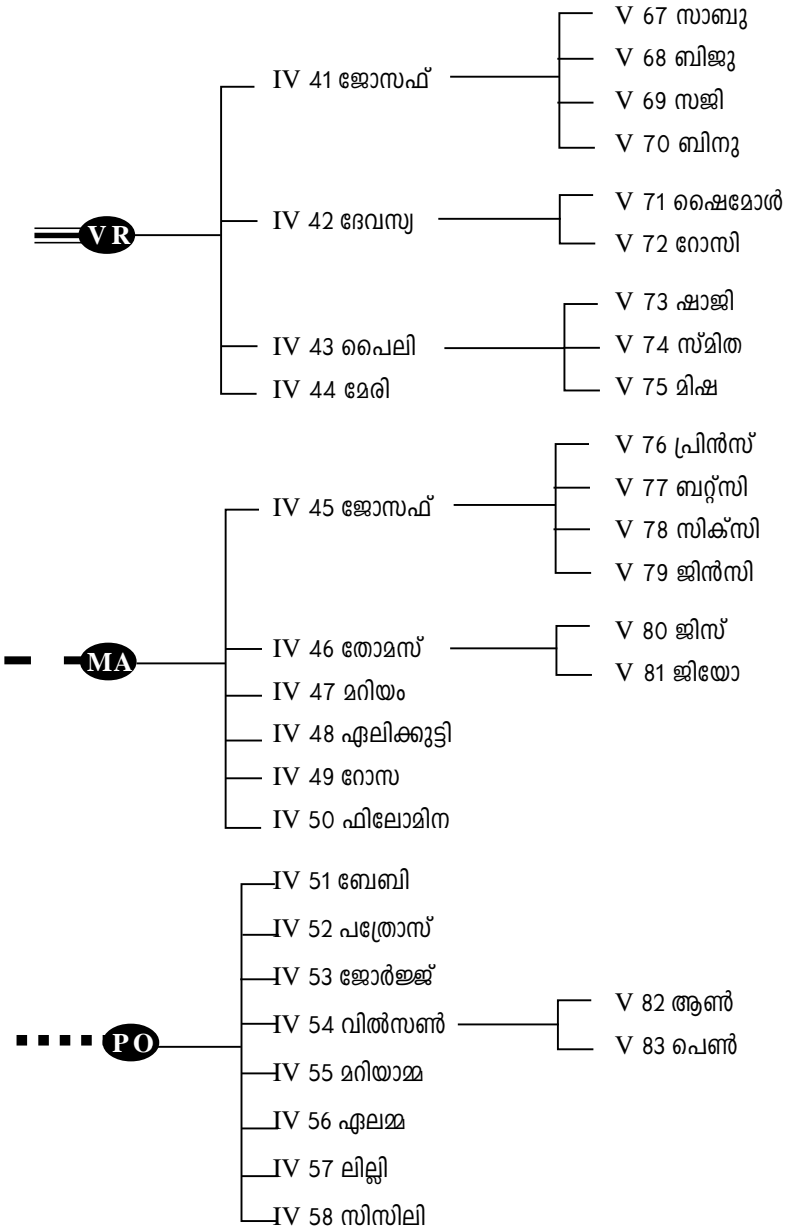 V 67 സാബു
IV 41 ജോസഫ്
V 68 ബിജു
V 69 സജി
V 70 ബിനു
VR
IV 42 ദേവസ്യ
V 71 ഷൈമോൾ
V 72 റോസി
V 73 ഷാജി
IV 43 പൈലി
V 74 സ്മിത
V 75 മിഷ
IV 44 മേരി
V 76 പ്രിൻസ്
IV 45 ജോസഫ്
V 77 ബറ്റ്സി
V 78 സിക്സി
V 79 ജിൻസി
MA
IV 46 തോമസ്
V 80 ജിസ്
V 81 ജിയോ
IV 47 മറിയം
IV 48 ഏലിക്കുട്ടി
IV 49 റോസ
IV 50 ഫിലോമിന
IV 51 ബേബി
IV 52 പത്രോസ്
IV 53 ജോർജ്ജ്
PO
IV 54 വിൽസൺ
V 82 ആൺ
V 83 പെൺ
IV 55 മറിയാമ്മ
IV 56 ഏലമ്മ
IV 57 ലില്ലി
IV 58 സിസിലി